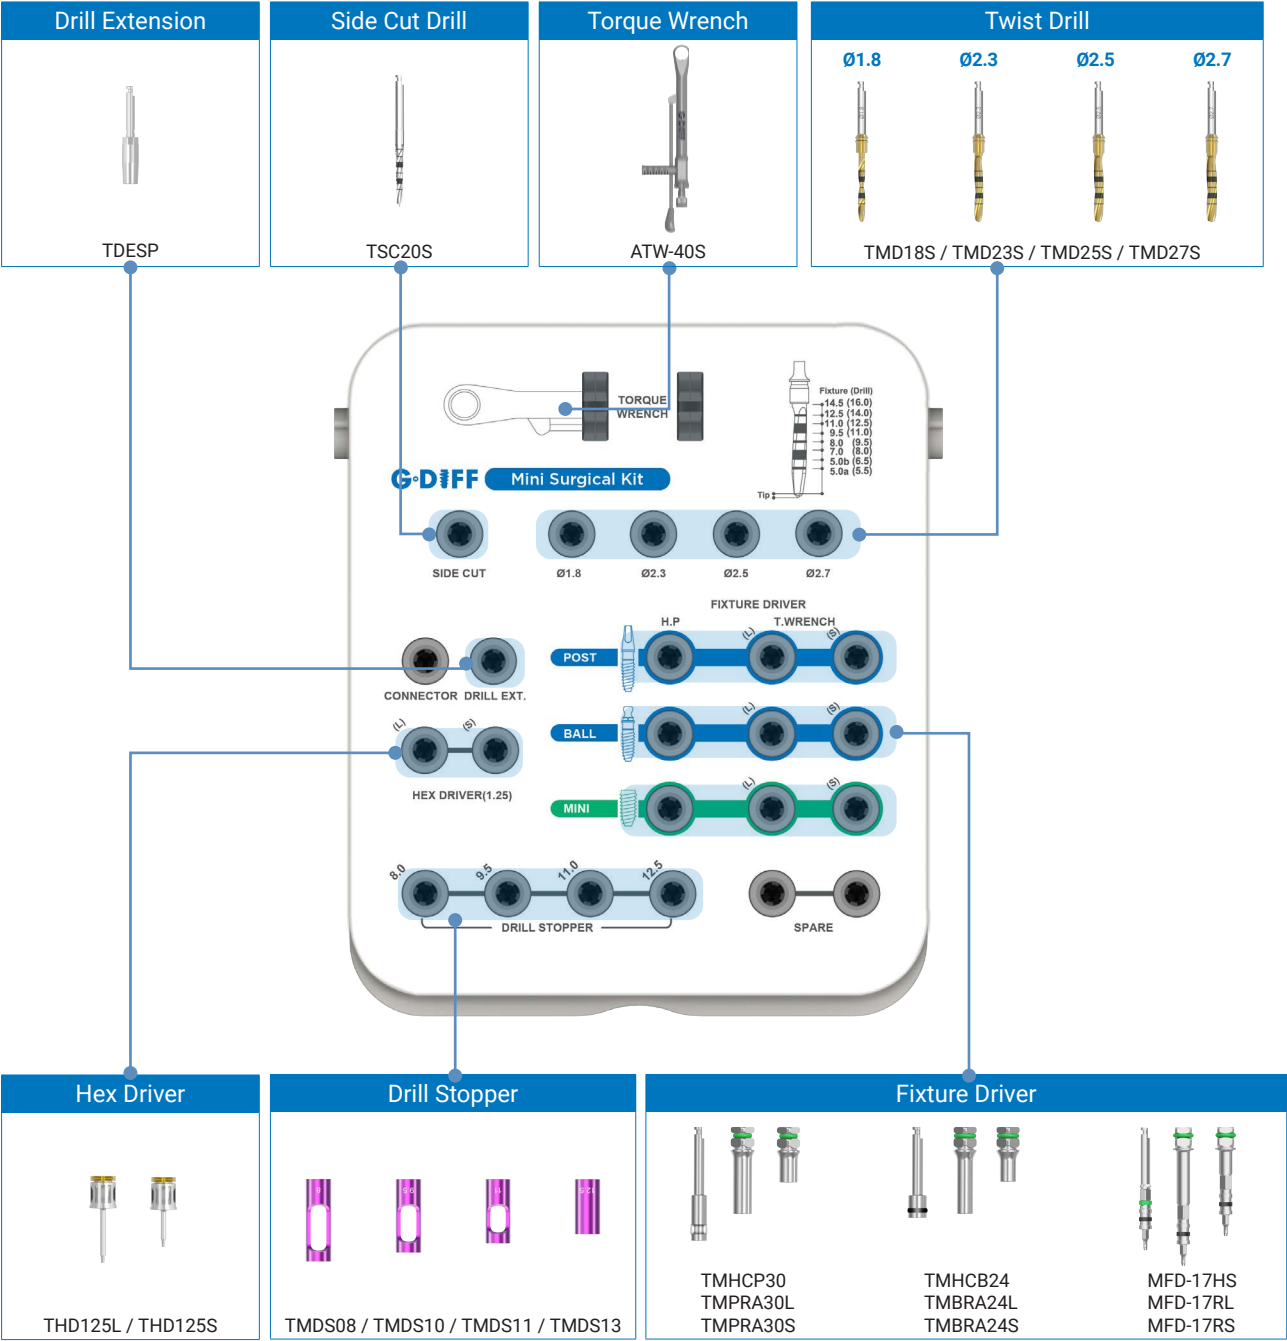 Drill Extension
Side Cut Drill
Torque Wrench
Twist Drill
Ø1.8
Ø2.3
Ø2.5
Ø2.7
TDESP
TSC20S
ATW-40S
TMD18S / TMD23S / TMD25S / TMD27S
TORQUE
WRENCH
Fixture (Drill)
14.5 (16.0)
12.5 (14.0)
11.0 (12.5)
9.5 (11.0)
8.0 (9.5)
7.0 (8.0)
5.0b (6.5)
5.0a (5.5)
Tip
G·DIFF
Mini Surgical Kit
SIDE CUT
Ø1.8
Ø2.3
Ø2.5
Ø2.7
FIXTURE DRIVER
H.P
T.WRENCH
POST
(L)
(S)
CONNECTOR
DRILL EXT.
(L)
(S)
HEX DRIVER(1.25)
BALL
(L)
(S)
MINI
(L)
(S)
8.0
9.5
11.0
12.5
DRILL STOPPER
SPARE
Hex Driver
Drill Stopper
Fixture Driver
8
9.5
11
12.5
THD125L / THD125S
TMDS08 / TMDS10 / TMDS11 / TMDS13
TMHCP30
TMPRA30L
TMPRA30S
TMHCB24
TMBRA24L
TMBRA24S
MFD-17HS
MFD-17RL
MFD-17RS